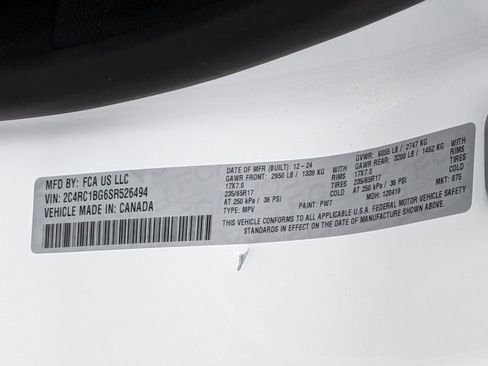 MFD BY: FCA US LLC
VIN: 2C4RC1BG6SR526494
VEHICLE MADE IN: CANADA
DATE OF MFR (BUILT): 12-24 GVWR: 6055 LB / 2747 KG
GAWR FRONT: 2950 LB / 1339 KG WITH GAWR REAR: 3200 LB / 1452 KG WITH
17X7.0 RIMS 17X7.0 RIMS
235/65R17 TIRES 235/65R17 TIRES
AT 250 kPa / 36 PSI COLD AT 250 kPa / 36 PSI COLD
TYPE: MPV PAINT: PW7 MDH: 120419 MKT: 875
THIS VEHICLE CONFORMS TO ALL APPLICABLE U.S.A. FEDERAL MOTOR VEHICLE SAFETY
STANDARDS IN EFFECT ON THE DATE OF MANUFACTURE SHOWN ABOVE.